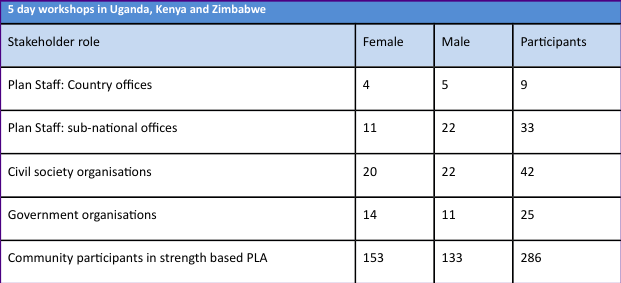 5 day workshops in Uganda, Kenya and Zimbabwe
Stakeholder role Female Male Participants
Plan Staff: Country offices 4 5 9
Plan Staff: sub-national offices 11 22 33
Civil society organisations 20 22 42
Government organisations 14 11 25
Community participants in strength based PLA 153 133 286